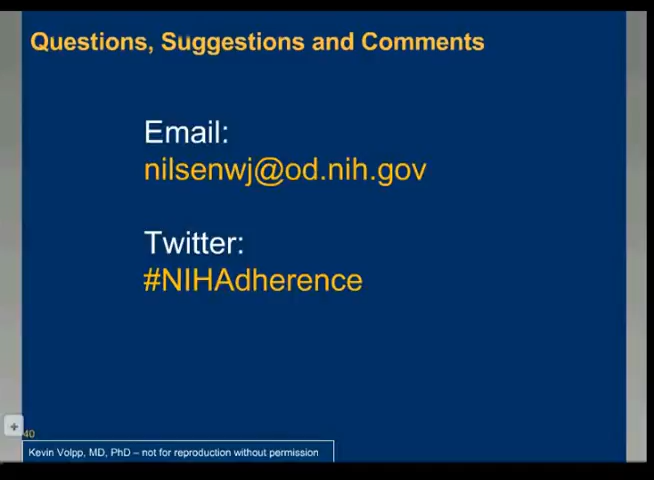 Questions, Suggestions and Comments
Email:
nilsenwj@od.nih.gov
Twitter:
#NIHAdherence
40
Kevin Volpp, MD, PhD – not for reproduction without permission